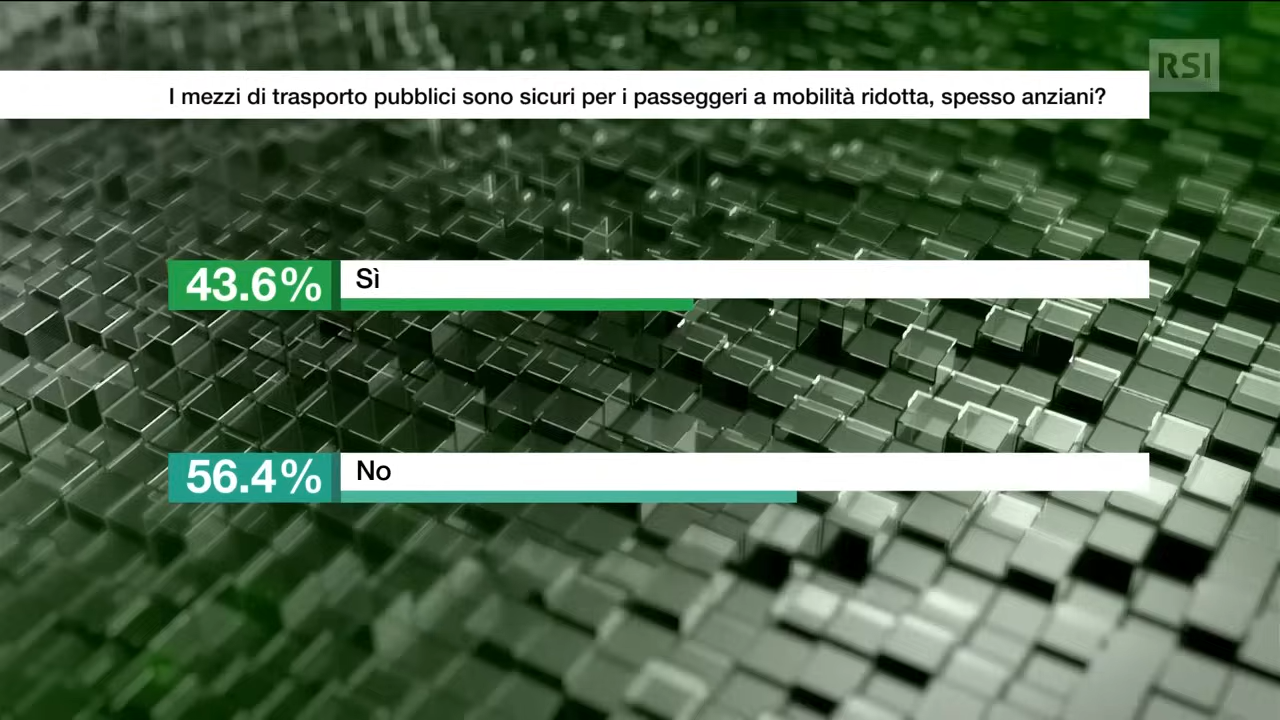 RSI
I mezzi di trasporto pubblici sono sicuri per i passeggeri a mobilità ridotta, spesso anziani?
43.6% Sì
56.4% No